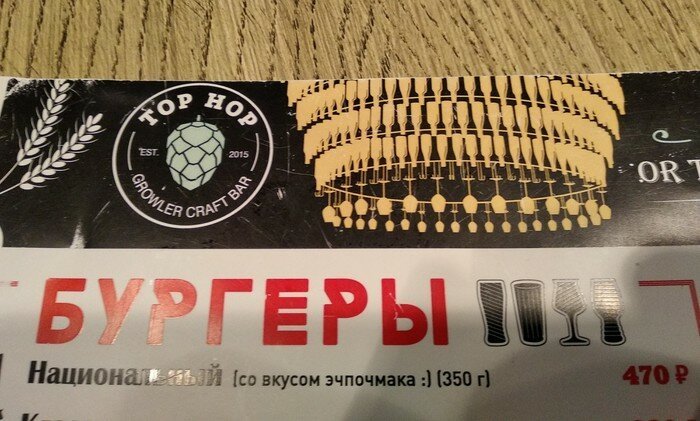 TOP HOP
EST. 2015
GROWLER CRAFT BAR
OR
БУРГЕРЫ
Национальный (со вкусом эчпочмака :) (350 г) 470 ₽